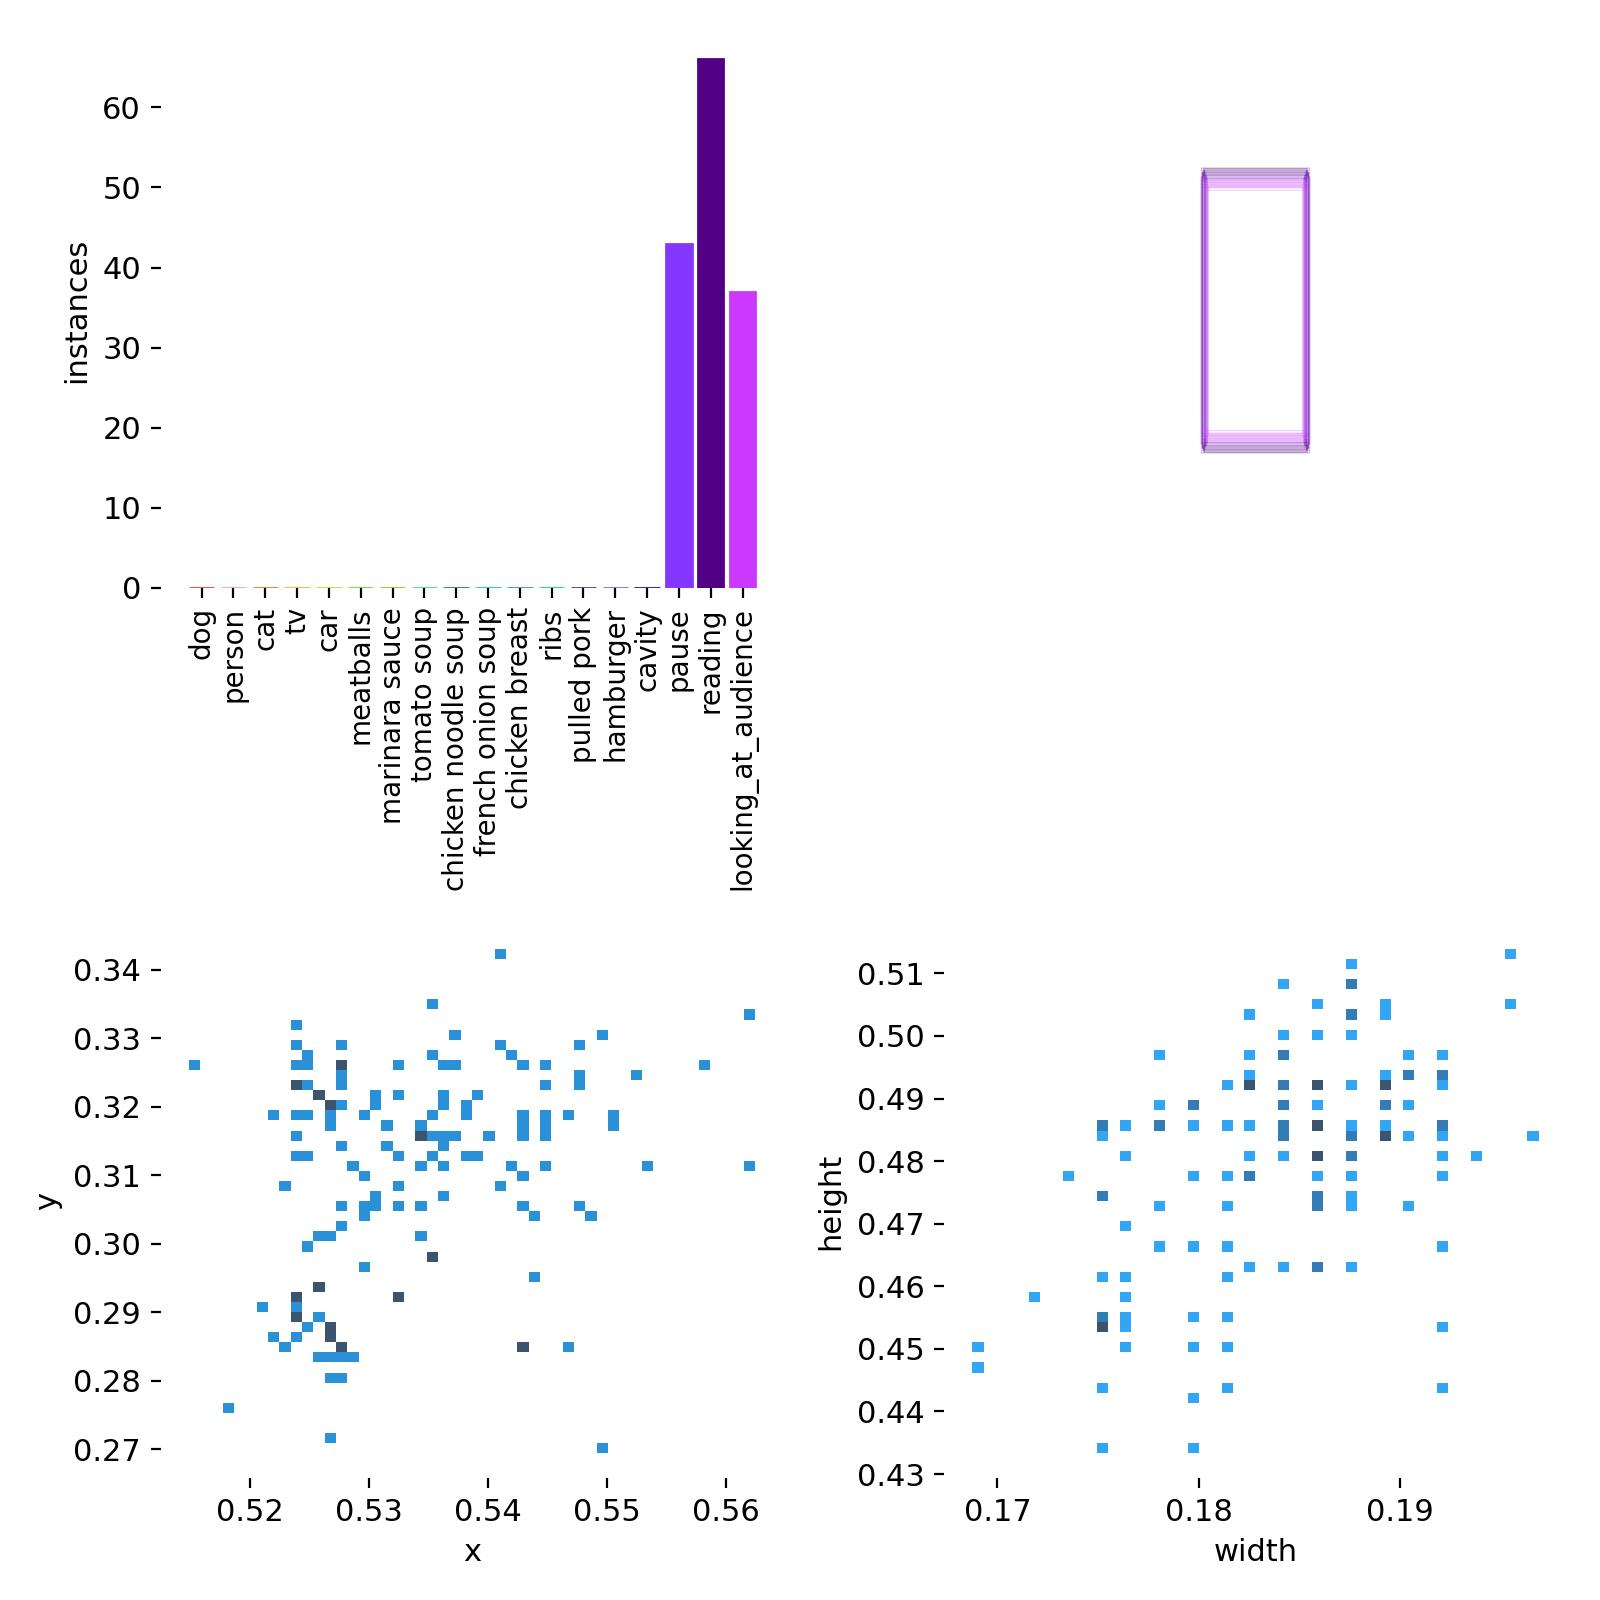 60
50
40
30
20
10
0
instances
dog
person
cat
tv
car
meatballs
marinara sauce
tomato soup
chicken noodle soup
french onion soup
chicken breast
ribs
pulled pork
hamburger
cavity
pause
reading
looking_at_audience
0.34
0.33
0.32
0.31
0.30
0.29
0.28
0.27
y
0.52 0.53 0.54 0.55 0.56
x
0.51
0.50
0.49
0.48
0.47
0.46
0.45
0.44
0.43
height
0.17 0.18 0.19
width